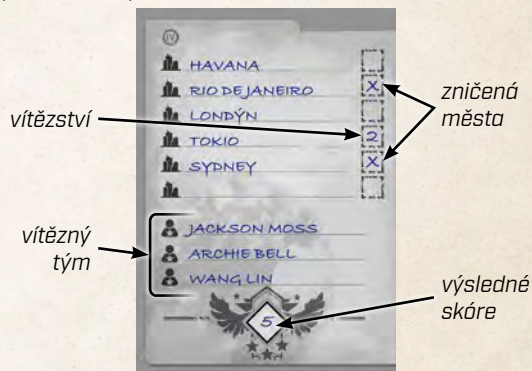 IV
HAVANA
RIO DE JANEIRO X
zničená
města
LONDÝN
vítězství
TOKIO 2
SYDNEY X
JACKSON MOSS
vítězný
tým
ARCHIE BELL
WANG LIN
výsledné
skóre
5